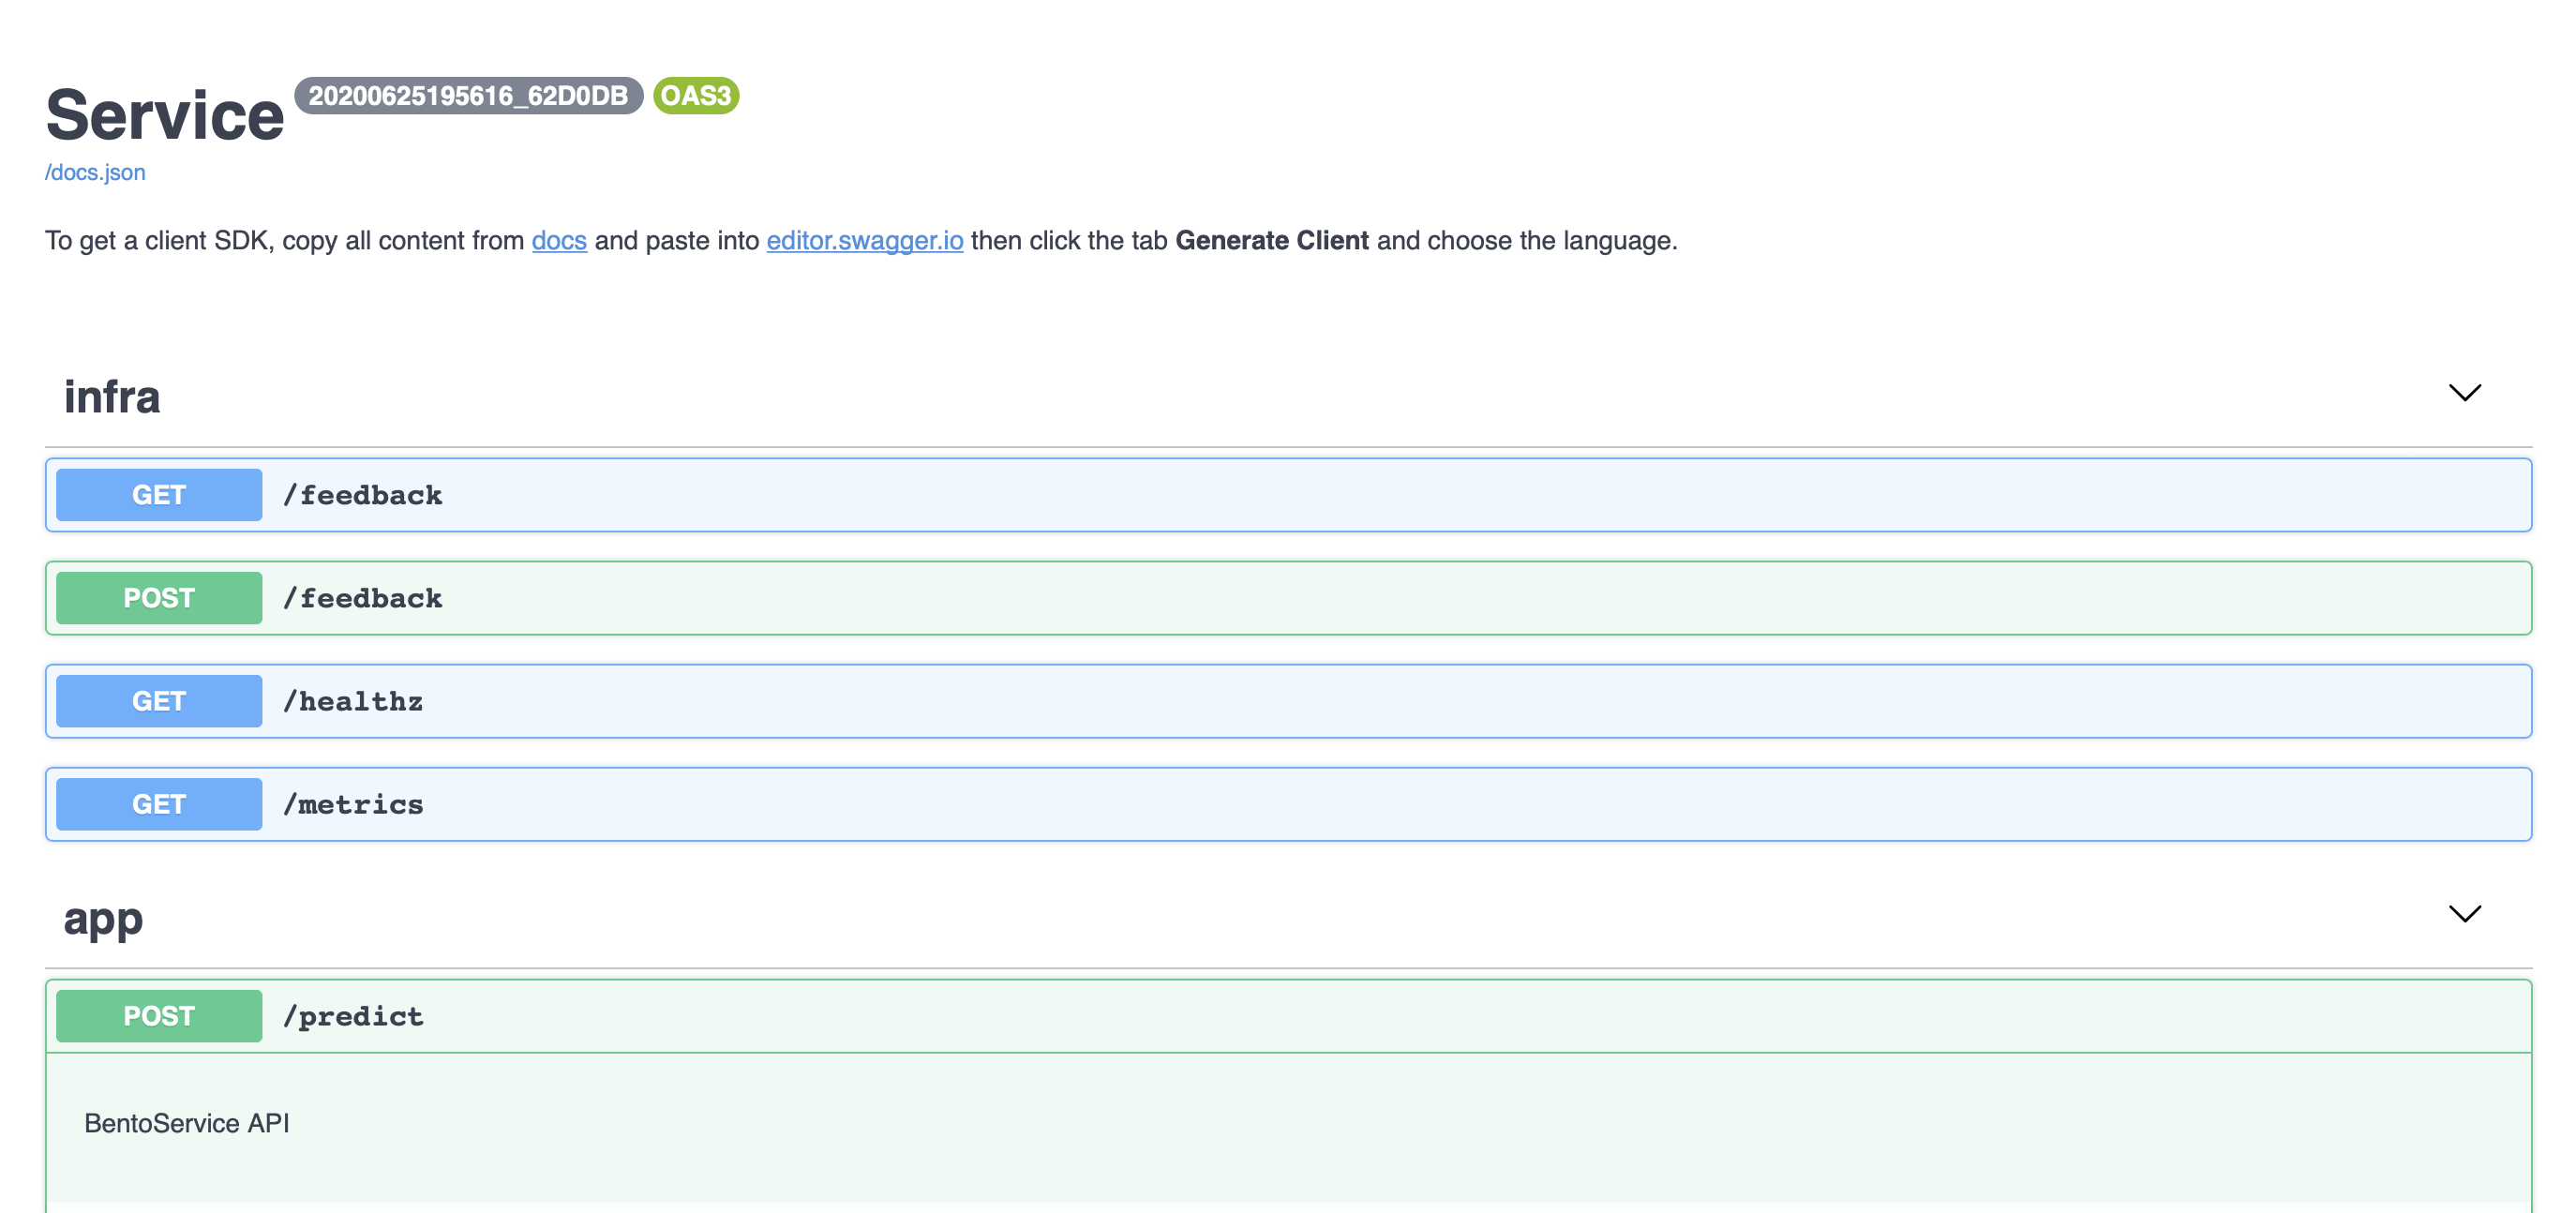 Service 20200625195616_62D0DB OAS3
/docs.json
To get a client SDK, copy all content from docs and paste into editor.swagger.io then click the tab Generate Client and choose the language.
infra
GET /feedback
POST /feedback
GET /healthz
GET /metrics
app
POST /predict
BentoService API